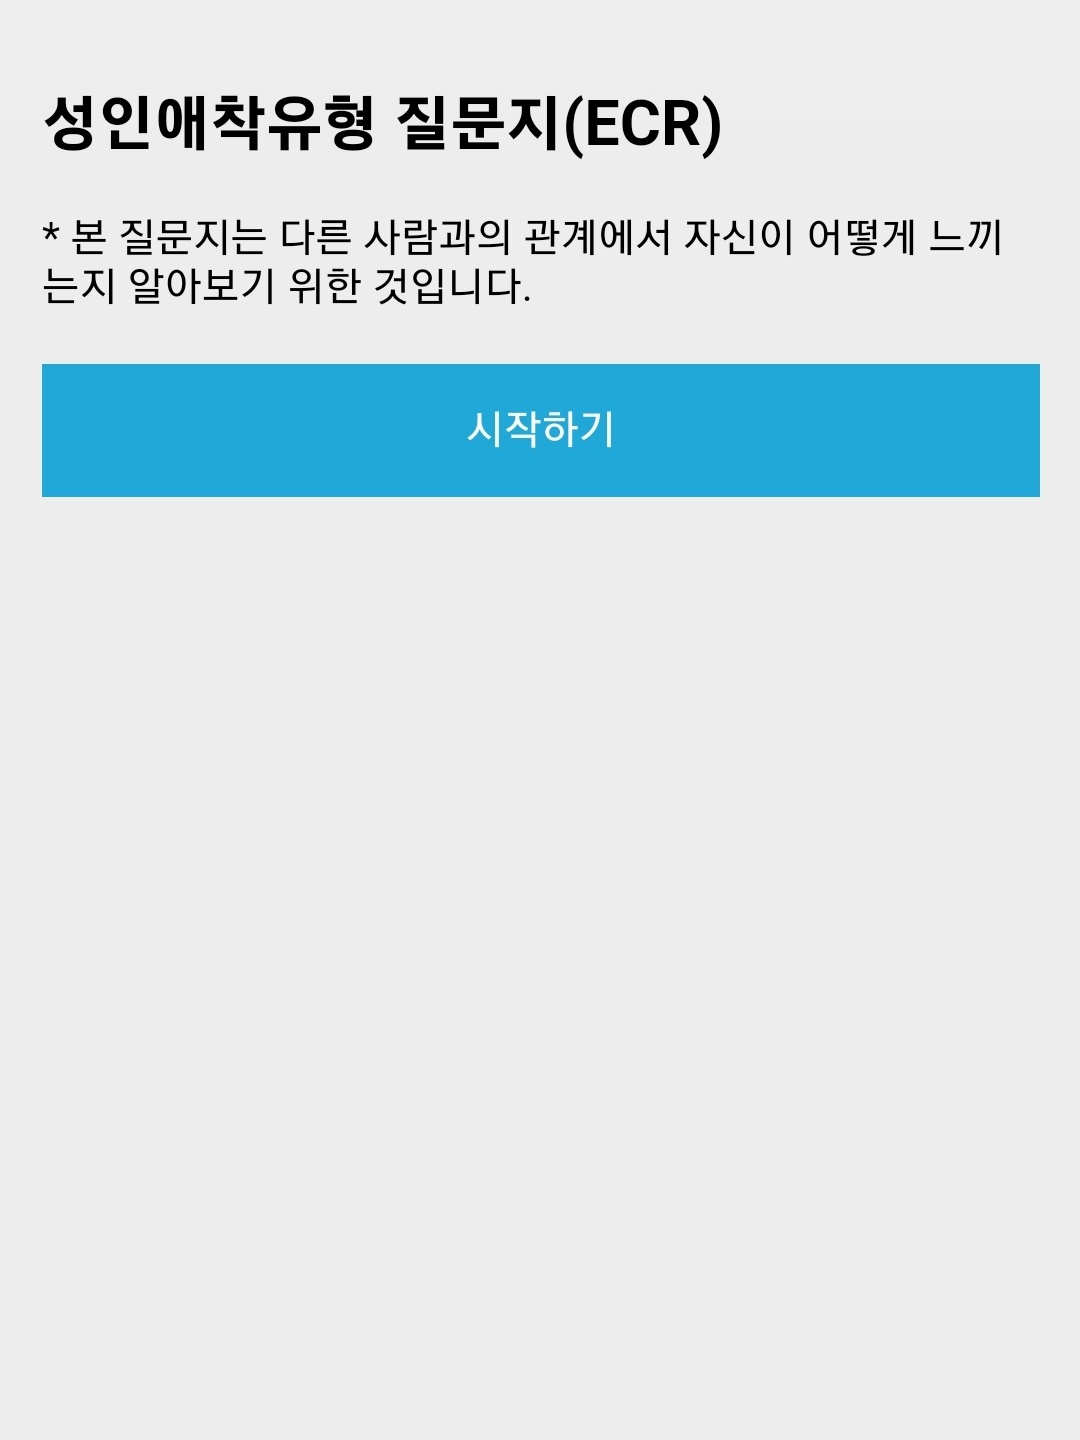 성인애착유형 질문지(ECR)
* 본 질문지는 다른 사람과의 관계에서 자신이 어떻게 느끼
는지 알아보기 위한 것입니다.
시작하기